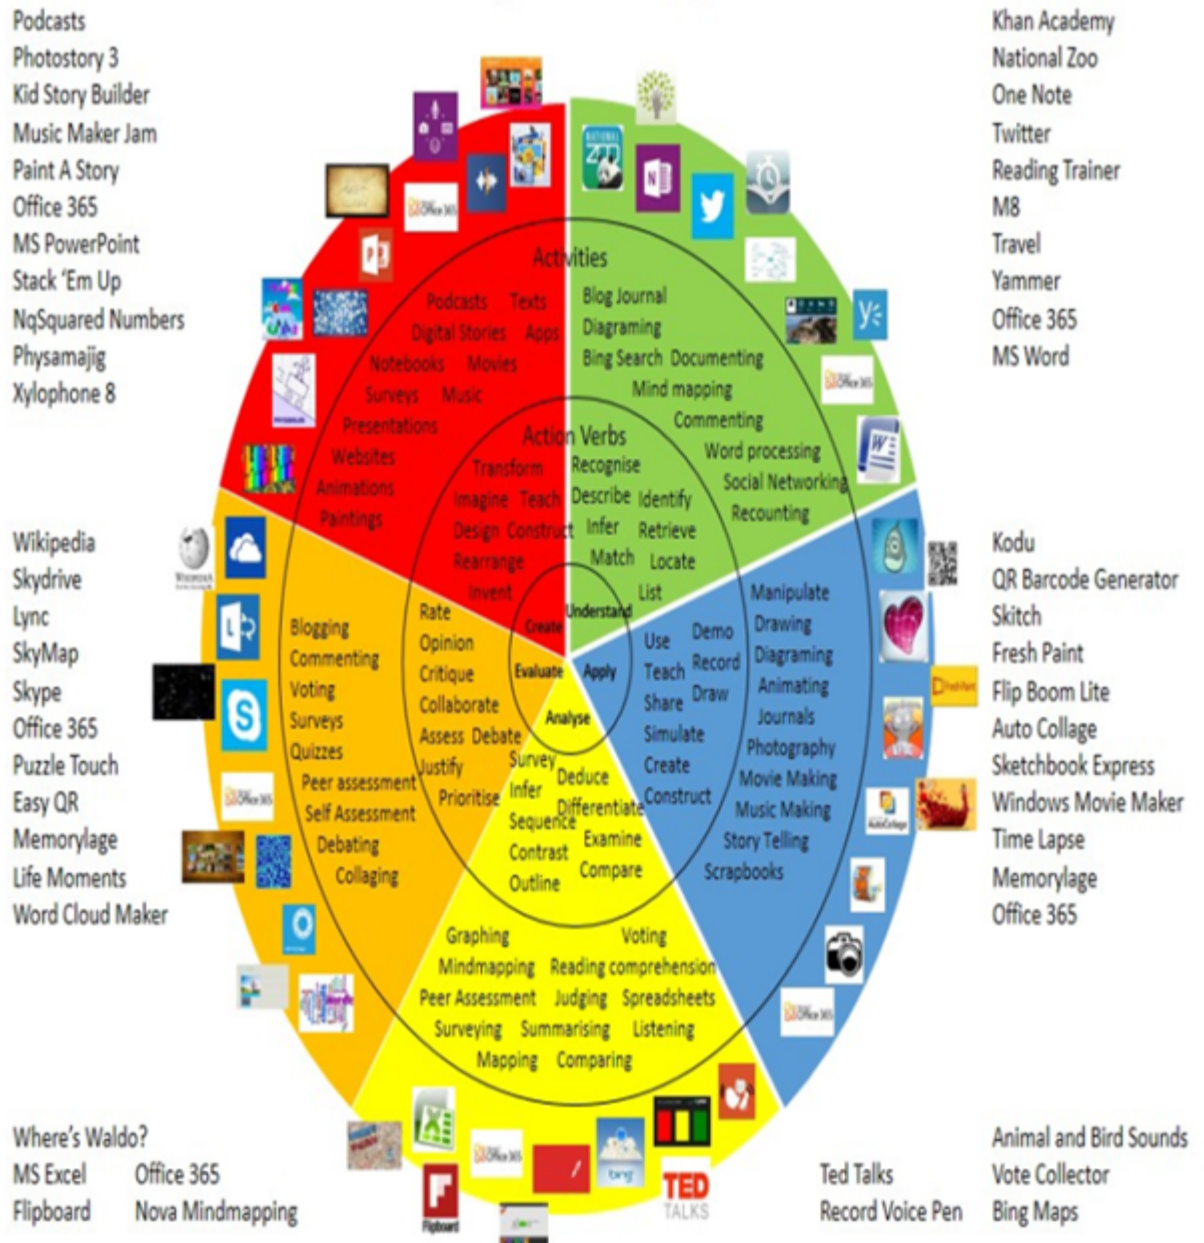 Podcasts
Photostory 3
Kid Story Builder
Music Maker Jam
Paint A Story
Office 365
MS PowerPoint
Stack ‘Em Up
NqSquared Numbers
Physamajig
Xylophone 8
Khan Academy
National Zoo
One Note
Twitter
Reading Trainer
M8
Travel
Yammer
Office 365
MS Word
Activities
Podcasts Texts
Digital Stories Apps
Notebooks Movies
Surveys Music
Presentations
Websites
Animations
Paintings
Blog Journal
Diagraming
Bing Search Documenting
Mind mapping
Commenting
Word processing
Social Networking
Recounting
Action Verbs
Transform
Imagine Teach
Design Construct
Rearrange
Invent
Create
Recognise
Describe Identify
Infer Retrieve
Match Locate
List
Understand
Wikipedia
Skydrive
Lync
SkyMap
Skype
Office 365
Puzzle Touch
Easy QR
Memorylage
Life Moments
Word Cloud Maker
WIKIPEDIA
Office 365
Blogging
Commenting
Voting
Surveys
Quizzes
Peer assessment
Self Assessment
Debating
Collaging
Rate
Opinion
Critique
Collaborate
Assess Debate
Justify
Prioritise
Evaluate
Apply
Analyse
Use Demo
Teach Record
Share Draw
Simulate
Create
Construct
Manipulate
Drawing
Diagraming
Animating
Journals
Photography
Movie Making
Music Making
Story Telling
Scrapbooks
AutoCollage
Office 365
Kodu
QR Barcode Generator
Skitch
Fresh Paint
Flip Boom Lite
Auto Collage
Sketchbook Express
Windows Movie Maker
Time Lapse
Memorylage
Office 365
Survey
Deduce
Infer
Differentiate
Sequence
Examine
Contrast
Compare
Outline
Graphing Voting
Mindmapping Reading comprehension
Peer Assessment Judging Spreadsheets
Surveying Summarising Listening
Mapping Comparing
Office 365
bing
Flipboard
TED
TALKS
Where’s Waldo?
MS Excel Office 365
Flipboard Nova Mindmapping
Animal and Bird Sounds
Ted Talks Vote Collector
Record Voice Pen Bing Maps